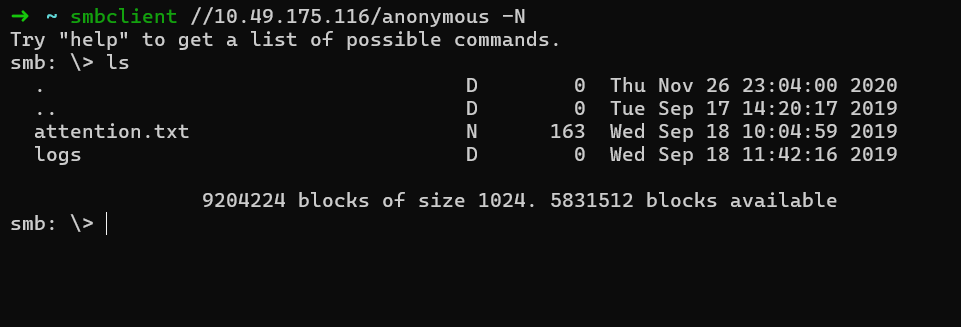 → ~ smbclient //10.49.175.116/anonymous -N
Try "help" to get a list of possible commands.
smb: \> ls
  .                                   D        0  Thu Nov 26 23:04:00 2020
  ..                                  D        0  Tue Sep 17 14:20:17 2019
  attention.txt                       N      163  Wed Sep 18 10:04:59 2019
  logs                                D        0  Wed Sep 18 11:42:16 2019
                9204224 blocks of size 1024. 5831512 blocks available
smb: \>